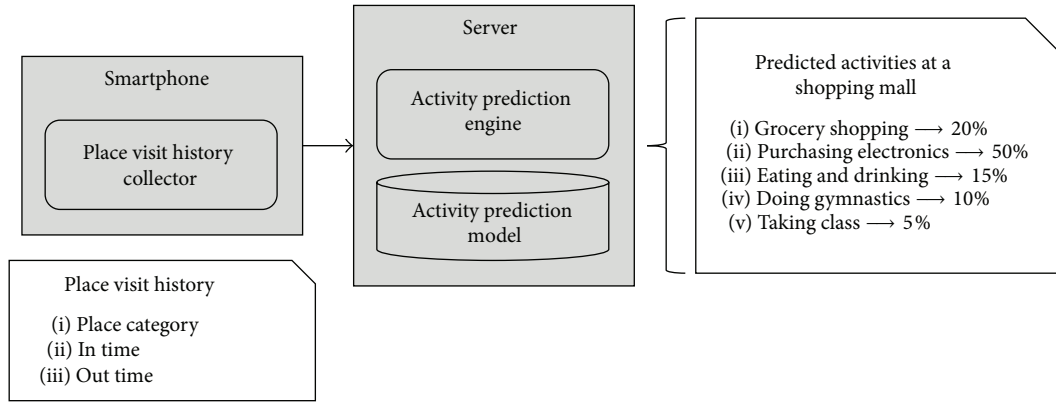 Smartphone
Place visit history
collector
Place visit history
(i) Place category
(ii) In time
(iii) Out time
Server
Activity prediction
engine
Activity prediction
model
Predicted activities at a
shopping mall
(i) Grocery shopping ⟶ 20%
(ii) Purchasing electronics ⟶ 50%
(iii) Eating and drinking ⟶ 15%
(iv) Doing gymnastics ⟶ 10%
(v) Taking class ⟶ 5%